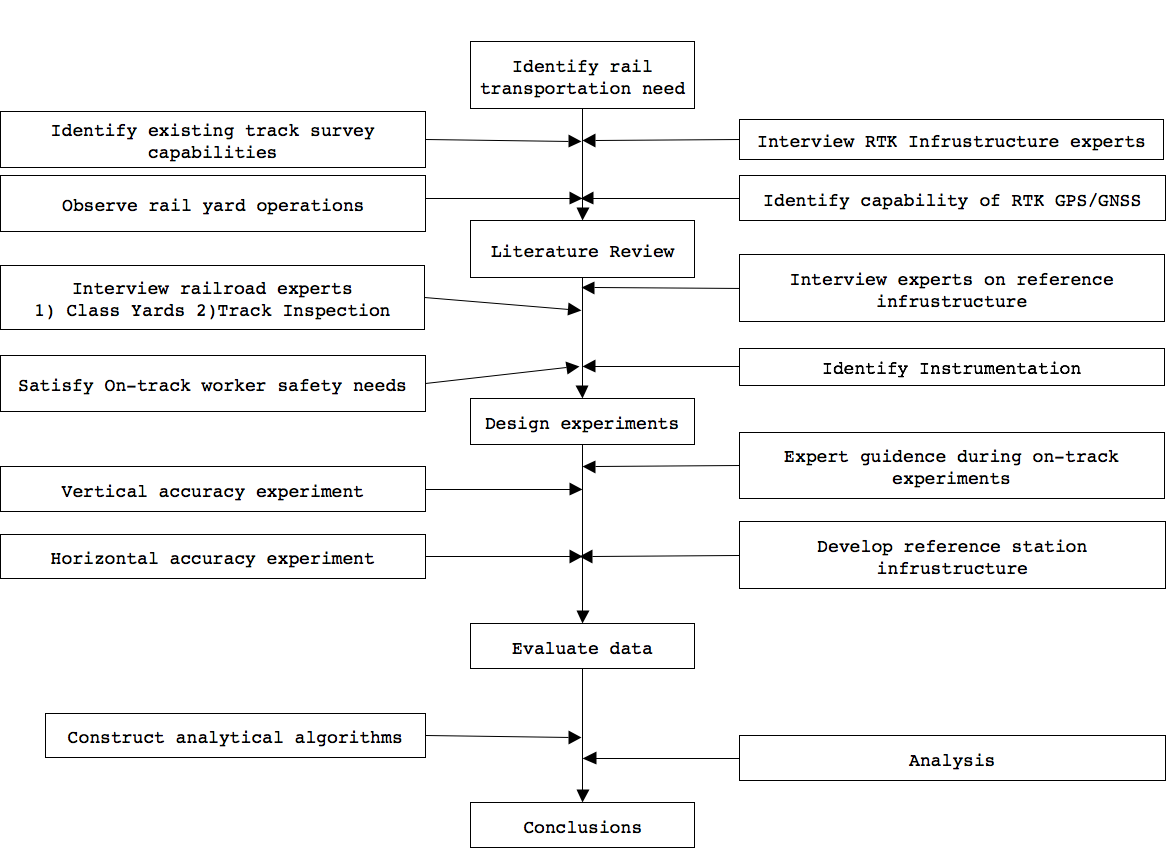 Identify rail
transportation need
Identify existing track survey
capabilities
Interview RTK Infrustructure experts
Observe rail yard operations
Identify capability of RTK GPS/GNSS
Literature Review
Interview railroad experts
1) Class Yards 2)Track Inspection
Interview experts on reference
infrustructure
Satisfy On-track worker safety needs
Identify Instrumentation
Design experiments
Expert guidence during on-track
experiments
Vertical accuracy experiment
Horizontal accuracy experiment
Develop reference station
infrustructure
Evaluate data
Construct analytical algorithms
Analysis
Conclusions